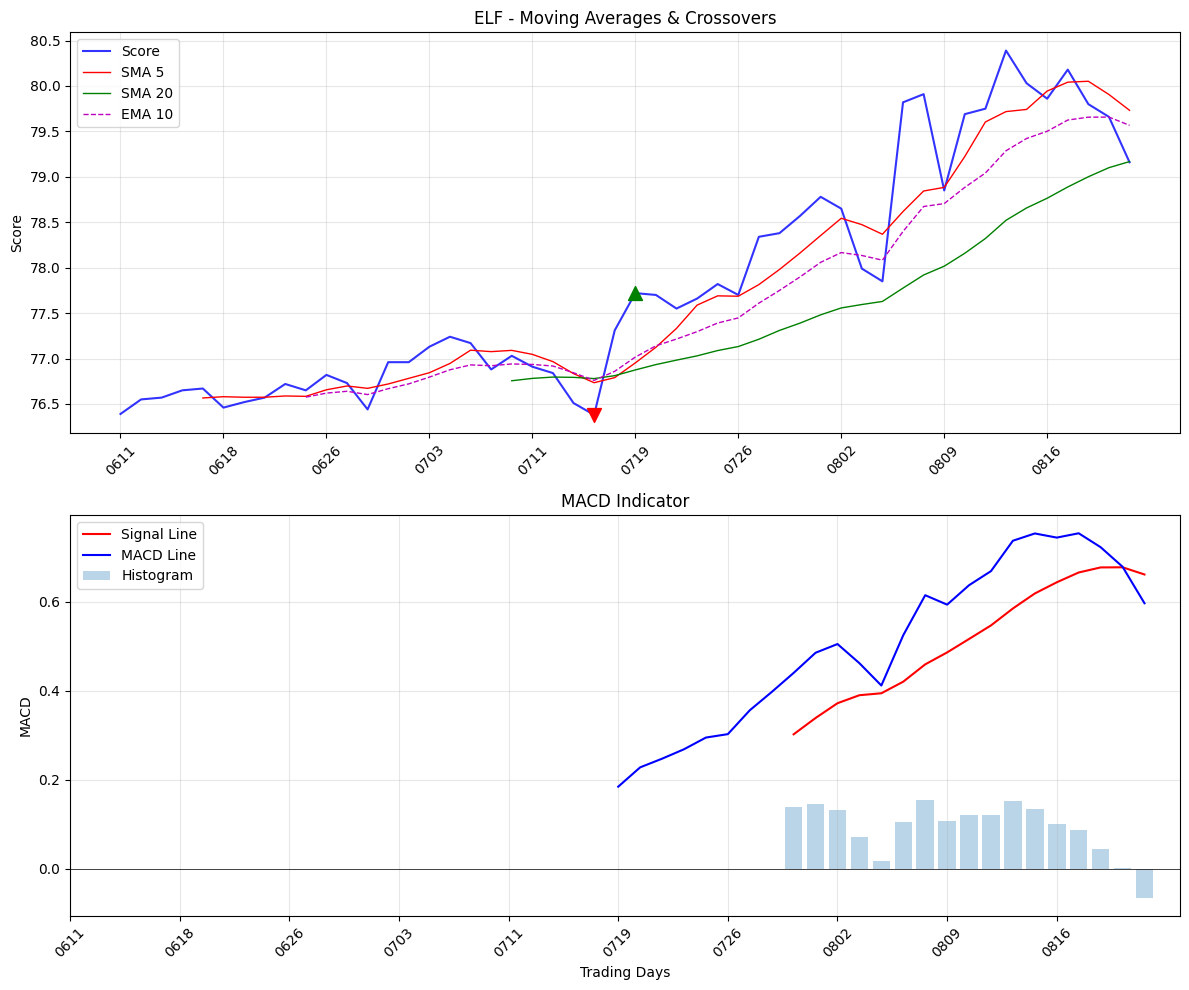 ELF - Moving Averages & Crossovers
Score
SMA 5
SMA 20
EMA 10
80.5
80.0
79.5
79.0
78.5
78.0
77.5
77.0
76.5
Score
0611
0618
0626
0703
0711
0719
0726
0802
0809
0816
MACD Indicator
Signal Line
MACD Line
Histogram
0.6
0.4
0.2
0.0
MACD
0611
0618
0626
0703
0711
0719
0726
0802
0809
0816
Trading Days